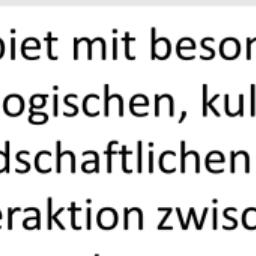 biet mit beson
ogischen, kul
dschaftlichen
eraktion zwisc